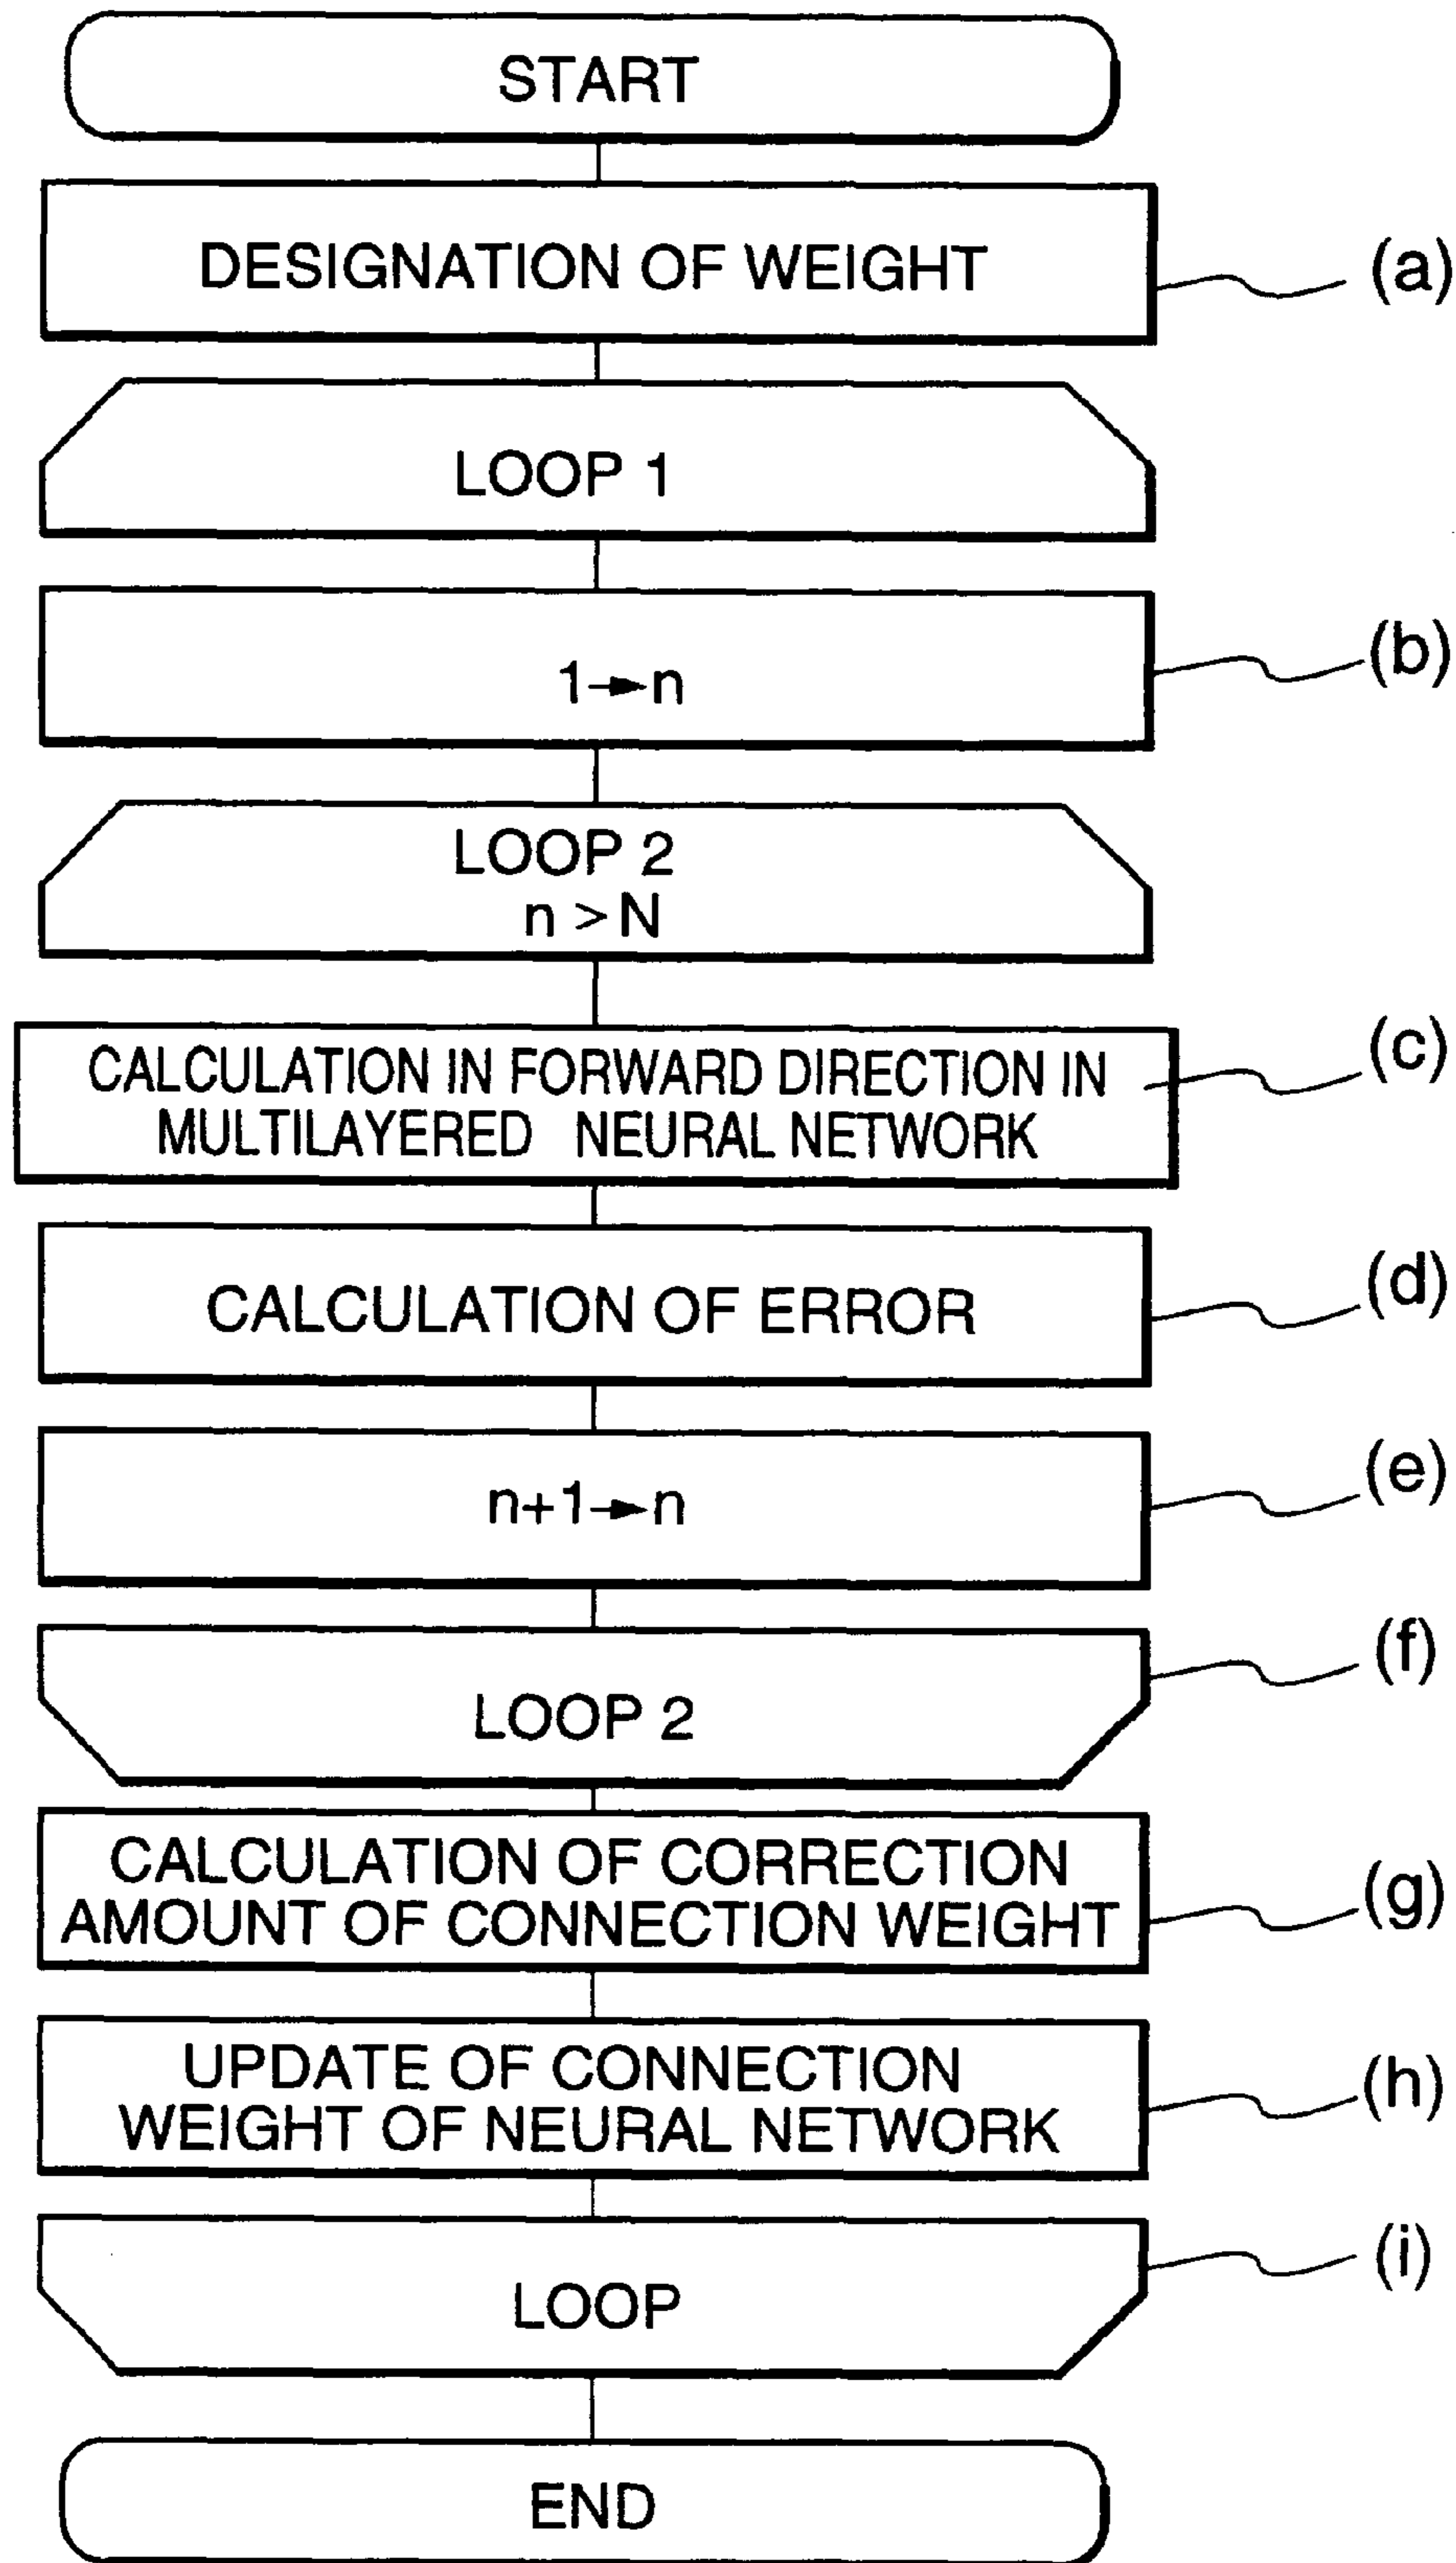 START
DESIGNATION OF WEIGHT
(a)
LOOP 1
1→n
(b)
LOOP 2
n > N
CALCULATION IN FORWARD DIRECTION IN
MULTILAYERED NEURAL NETWORK
(c)
CALCULATION OF ERROR
(d)
n+1→n
(e)
LOOP 2
(f)
CALCULATION OF CORRECTION
AMOUNT OF CONNECTION WEIGHT
(g)
UPDATE OF CONNECTION
WEIGHT OF NEURAL NETWORK
(h)
LOOP
(i)
END